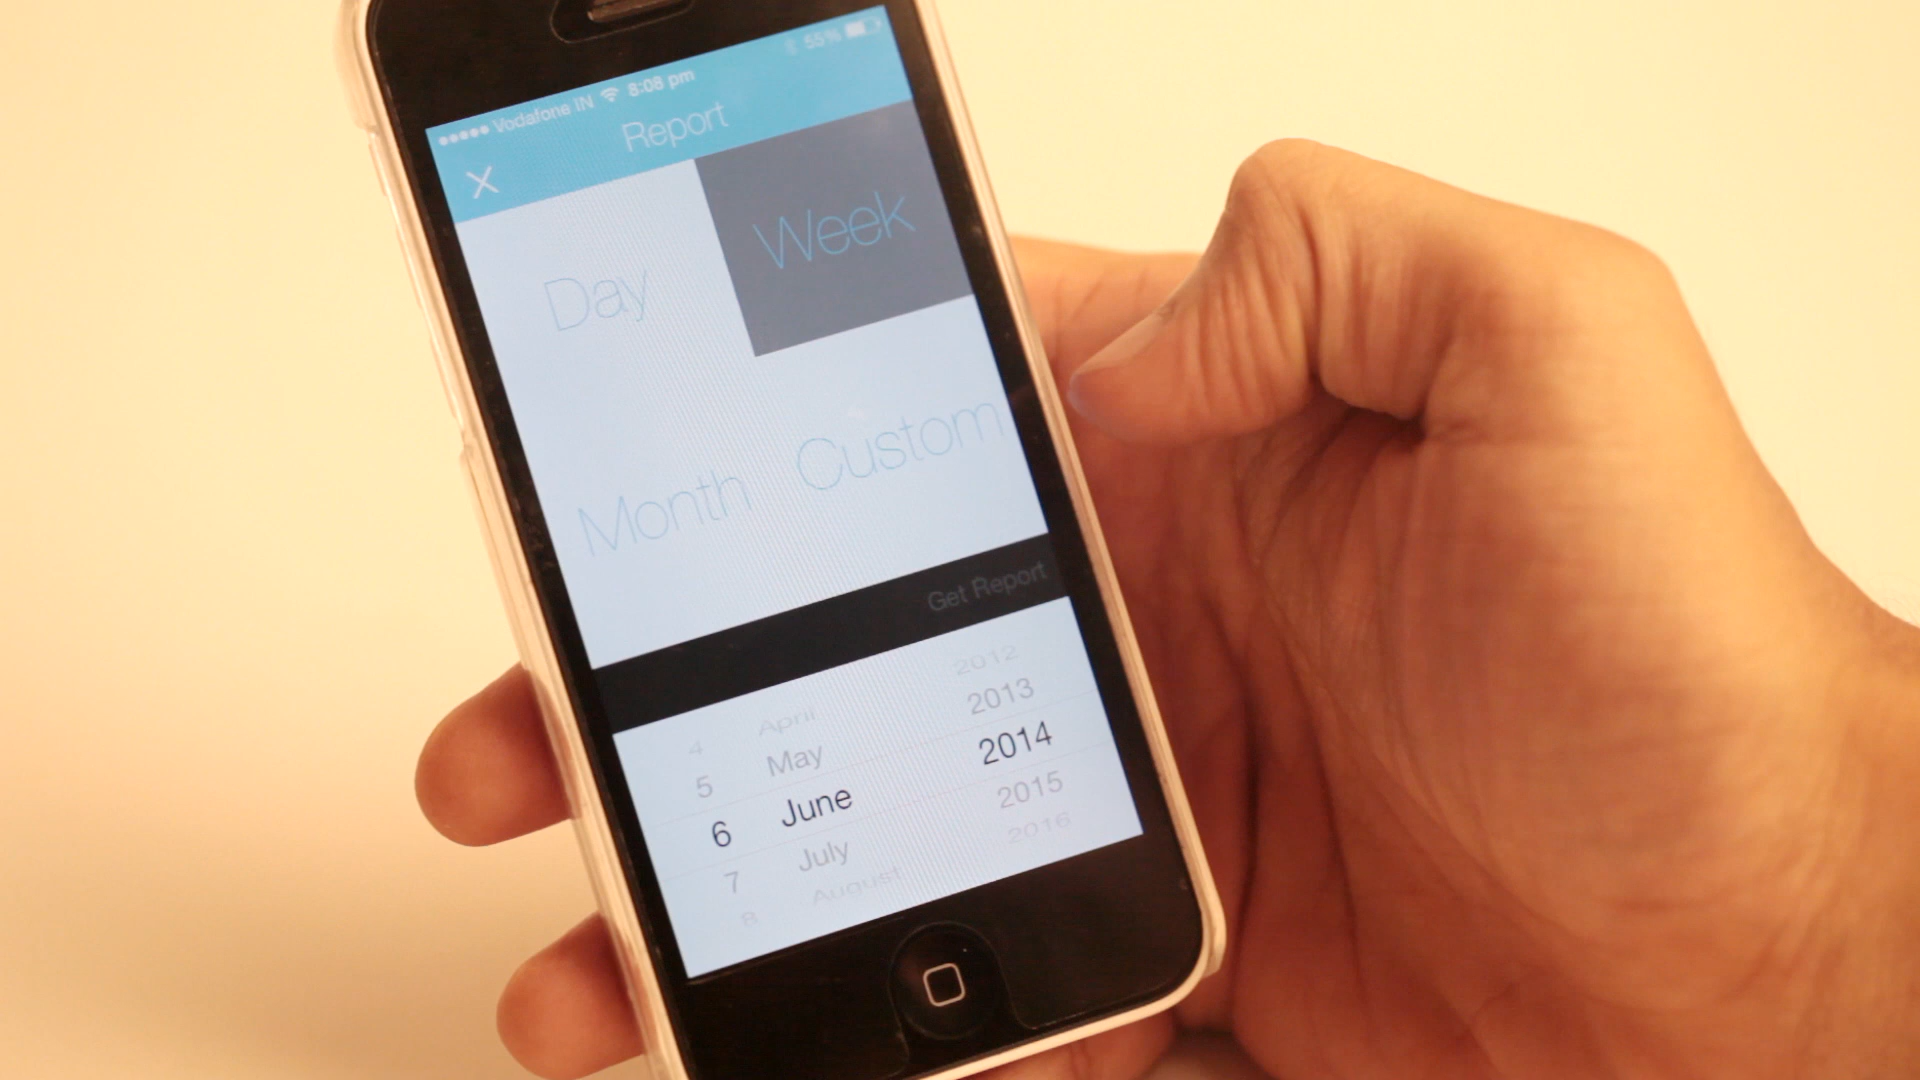 Vodafone IN 8:08 pm 55%
Report
X
Day Week
Month Custom
Get Report
4 April 2012
5 May 2013
6 June 2014
7 July 2015
8 August 2016